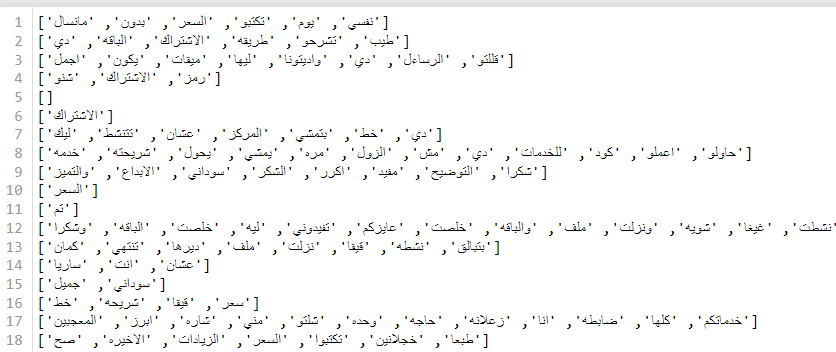 1 ['نفسي', 'يوم', 'تكتبو', 'السعر', 'بدون', 'مانسال']
2 ['طيب', 'تشرحو', 'طريقه', 'الاشتراك', 'الباقه', 'دي']
3 ['قللتو', 'الرساءل', 'دي', 'واديتونا', 'ليها', 'ميقات', 'يكون', 'اجمل']
4 ['رمز', 'الاشتراك', 'شنو']
5 []
6 ['الاشتراك']
7 ['دي', 'خط', 'بتمشي', 'المركز', 'عشان', 'تتنشط', 'ليك']
8 ['حاولو', 'اعملو', 'كود', 'للخدمات', 'دي', 'مش', 'الزول', 'مره', 'يمشي', 'يحول', 'شريحته', 'خدمه']
9 ['شكرا', 'التوضيح', 'مفيد', 'اكرر', 'الشكر', 'سوداني', 'الابداع', 'والتميز']
10 ['السعر']
11 ['تم']
12 ['نشطت', 'غيغا', 'شويه', 'ونزلت', 'ملف', 'والباقه', 'خلصت', 'عايزكم', 'تفيدوني', 'ليه', 'خلصت', 'الباقه', 'وشكرا'
13 ['بتبالق', 'نشطه', 'قيقا', 'نزلت', 'ملف', 'ديرها', 'تنتهي', 'كمان']
14 ['عشان', 'انت', 'ساريا']
15 ['سوداني', 'جميل']
16 ['سعر', 'قيقا', 'شريحه', 'خط']
17 ['خدماتكم', 'كلها', 'ضابطه', 'انا', 'زعلانه', 'حاجه', 'وحده', 'شلتو', 'مني', 'شاره', 'ابرز', 'المعجبين']
18 ['طبعا', 'خجلانين', 'تكتبوا', 'السعر', 'الزيادات', 'الاخيره', 'صح']